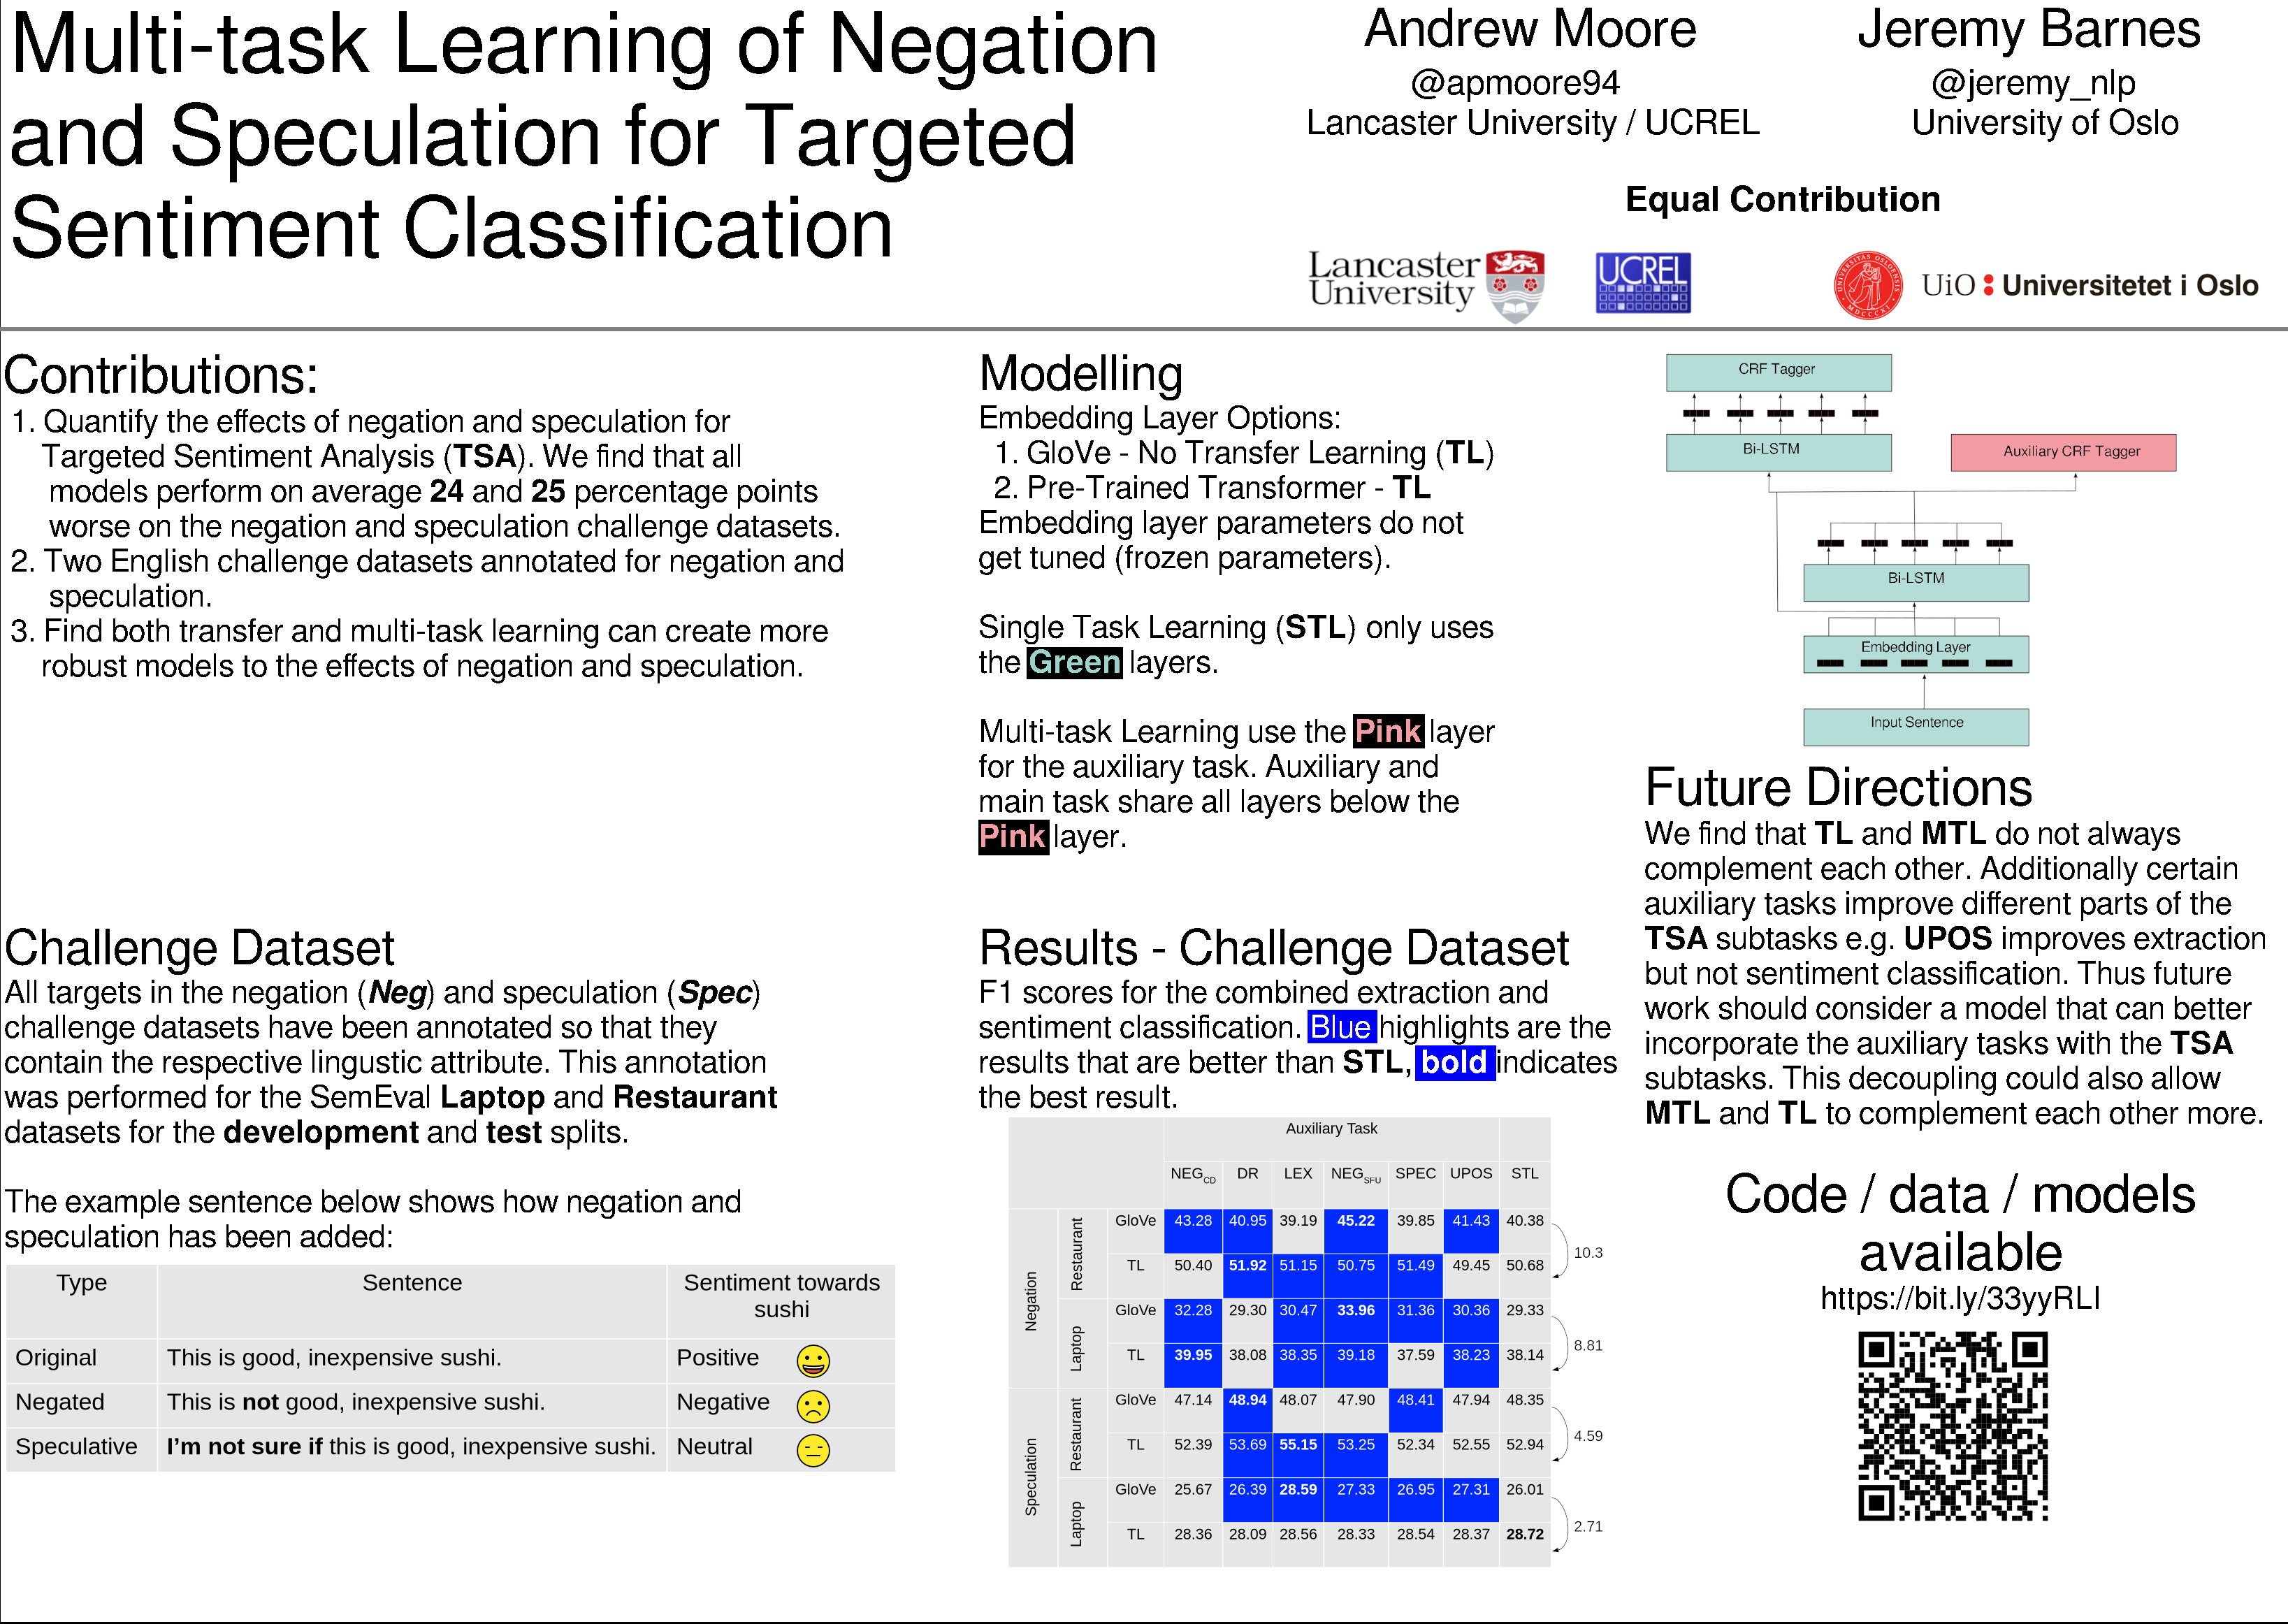 Multi-task Learning of Negation
and Speculation for Targeted
Sentiment Classification
Andrew Moore
@apmoore94
Lancaster University / UCREL
Jeremy Barnes
@jeremy_nlp
University of Oslo
Equal Contribution
Lancaster
University
UCREL
UiO : Universitetet i Oslo
Contributions:
1. Quantify the effects of negation and speculation for
Targeted Sentiment Analysis (TSA). We find that all
models perform on average 24 and 25 percentage points
worse on the negation and speculation challenge datasets.
2. Two English challenge datasets annotated for negation and
speculation.
3. Find both transfer and multi-task learning can create more
robust models to the effects of negation and speculation.
Challenge Dataset
All targets in the negation (Neg) and speculation (Spec)
challenge datasets have been annotated so that they
contain the respective lingustic attribute. This annotation
was performed for the SemEval Laptop and Restaurant
datasets for the development and test splits.
The example sentence below shows how negation and
speculation has been added:
Type Sentence Sentiment towards
sushi
Original This is good, inexpensive sushi. Positive
Negated This is not good, inexpensive sushi. Negative
Speculative I'm not sure if this is good, inexpensive sushi. Neutral
Modelling
Embedding Layer Options:
1. GloVe - No Transfer Learning (TL)
2. Pre-Trained Transformer - TL
Embedding layer parameters do not
get tuned (frozen parameters).
Single Task Learning (STL) only uses
the Green layers.
Multi-task Learning use the Pink layer
for the auxiliary task. Auxiliary and
main task share all layers below the
Pink layer.
Results - Challenge Dataset
F1 scores for the combined extraction and
sentiment classification. Blue highlights are the
results that are better than STL, bold indicates
the best result.
Auxiliary Task
NEG CD DR LEX NEG SFU SPEC UPOS STL
Negation
Restaurant
GloVe 43.28 40.95 39.19 45.22 39.85 41.43 40.38
10.3
TL 50.40 51.92 51.15 50.75 51.49 49.45 50.68
Laptop
GloVe 32.28 29.30 30.47 33.96 31.36 30.36 29.33
8.81
TL 39.95 38.08 38.35 39.18 37.59 38.23 38.14
Speculation
Restaurant
GloVe 47.14 48.94 48.07 47.90 48.41 47.94 48.35
4.59
TL 52.39 53.69 55.15 53.25 52.34 52.55 52.94
Laptop
GloVe 25.67 26.39 28.59 27.33 26.95 27.31 26.01
2.71
TL 28.36 28.09 28.56 28.33 28.54 28.37 28.72
CRF Tagger
Bi-LSTM
Auxiliary CRF Tagger
Bi-LSTM
Embedding Layer
Input Sentence
Future Directions
We find that TL and MTL do not always
complement each other. Additionally certain
auxiliary tasks improve different parts of the
TSA subtasks e.g. UPOS improves extraction
but not sentiment classification. Thus future
work should consider a model that can better
incorporate the auxiliary tasks with the TSA
subtasks. This decoupling could also allow
MTL and TL to complement each other more.
Code / data / models
available
https://bit.ly/33yyRLI